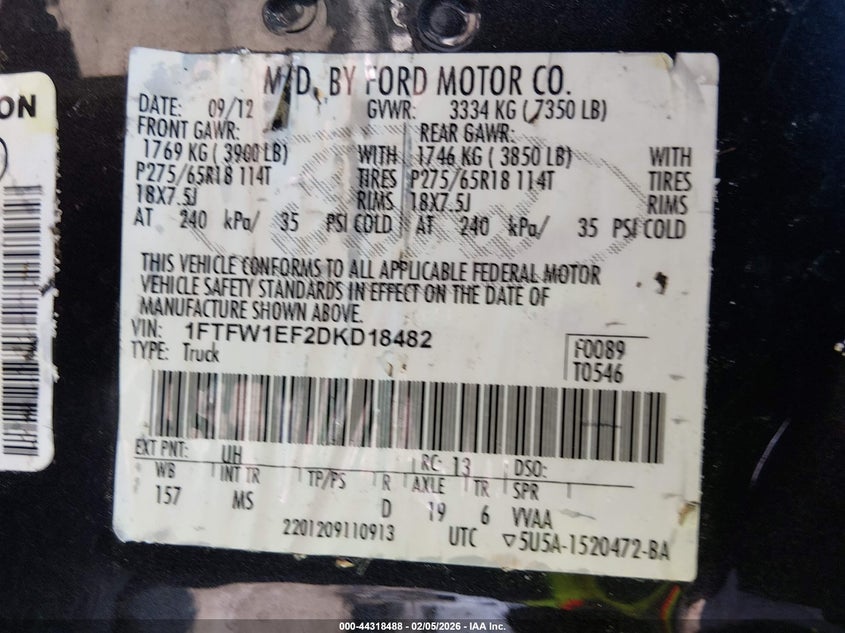 ON
MFD. BY FORD MOTOR CO.
DATE: 09/12 GVWR: 3334 KG ( 7350 LB)
FRONT GAWR: REAR GAWR:
1769 KG ( 3900 LB) WITH 1746 KG ( 3850 LB) WITH
P275/65R18 114T TIRES P275/65R18 114T TIRES
18X7.5J RIMS 18X7.5J RIMS
AT 240 kPa/ 35 PSI COLD AT 240 kPa/ 35 PSI COLD
THIS VEHICLE CONFORMS TO ALL APPLICABLE FEDERAL MOTOR
VEHICLE SAFETY STANDARDS IN EFFECT ON THE DATE OF
MANUFACTURE SHOWN ABOVE.
VIN: 1FTFW1EF2DKD18482
TYPE: Truck
F0089
T0546
EXT PNT: UH RC: 13 DSO:
WB INT TR TP/PS R AXLE TR SPR
157 MS D 19 6 VVAA
2201209110913 UTC ▽5U5A-1520472-BA
000-44318488 - 02/05/2026 - IAA Inc.